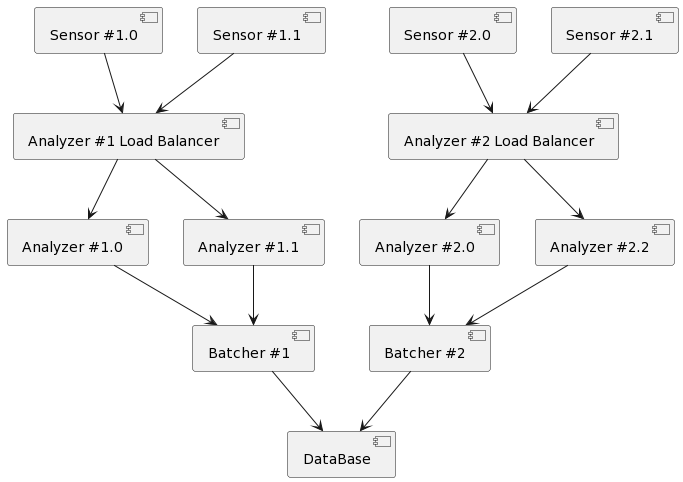 Sensor #1.0
Sensor #1.1
Sensor #2.0
Sensor #2.1
Analyzer #1 Load Balancer
Analyzer #2 Load Balancer
Analyzer #1.0
Analyzer #1.1
Analyzer #2.0
Analyzer #2.2
Batcher #1
Batcher #2
DataBase